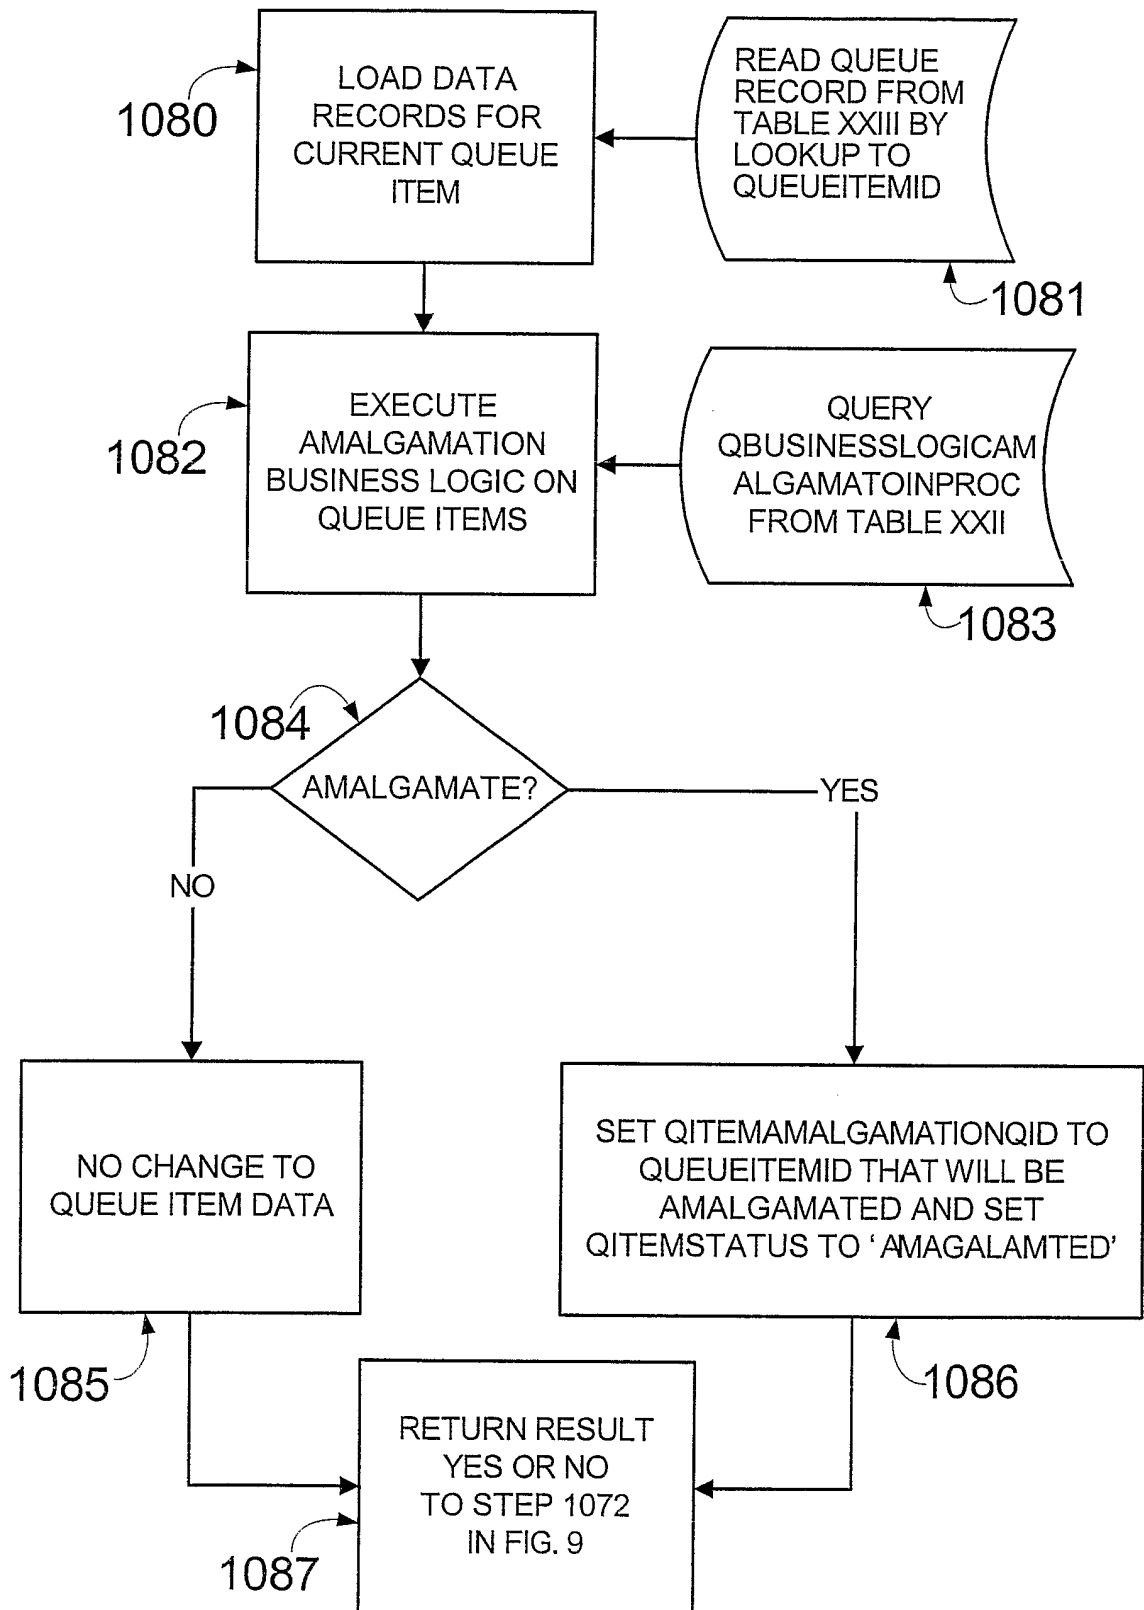 1080
LOAD DATA
RECORDS FOR
CURRENT QUEUE
ITEM
READ QUEUE
RECORD FROM
TABLE XXIII BY
LOOKUP TO
QUEUEITEMID
1081
1082
EXECUTE
AMALGAMATION
BUSINESS LOGIC ON
QUEUE ITEMS
QUERY
QBUSINESSLOGICAM
ALGAMATOINPROC
FROM TABLE XXII
1083
1084
AMALGAMATE?
YES
NO
NO CHANGE TO
QUEUE ITEM DATA
1085
SET QITEMAMALGAMATIONQID TO
QUEUEITEMID THAT WILL BE
AMALGAMATED AND SET
QITEMSTATUS TO ‘AMAGALAMTED’
1086
RETURN RESULT
YES OR NO
TO STEP 1072
IN FIG. 9
1087